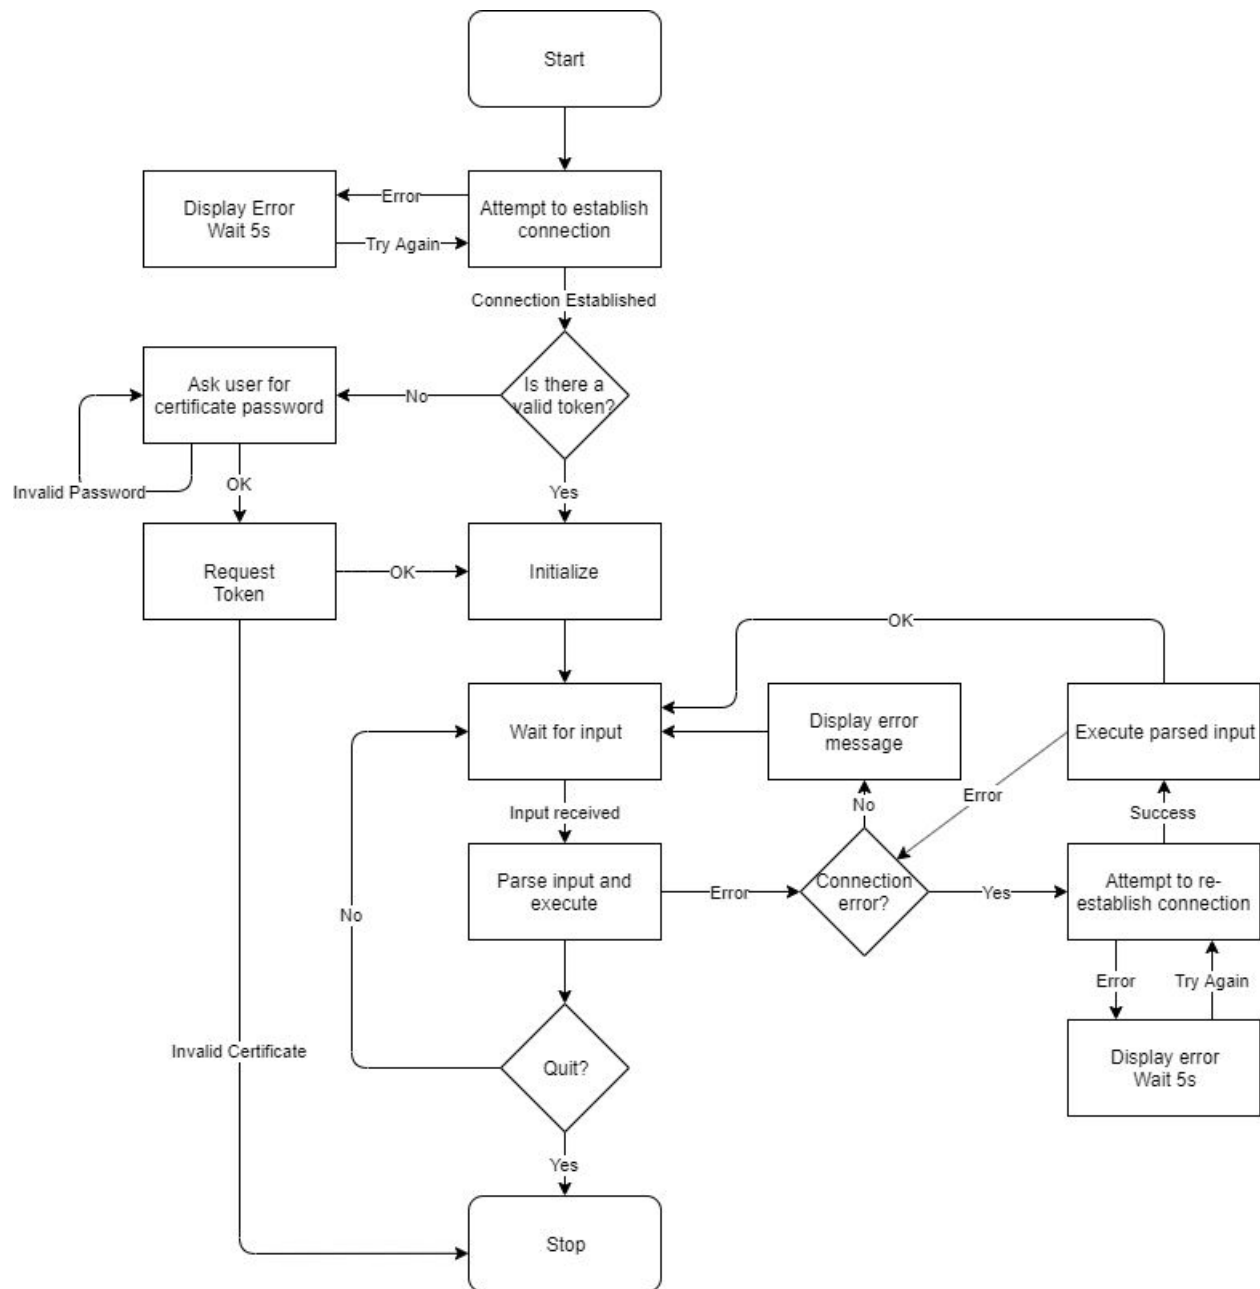 Start
Error
Display Error
Wait 5s
Attempt to establish
connection
Try Again
Connection Established
Ask user for
certificate password
No
Is there a
valid token?
Invalid Password
OK
Yes
Request
Token
OK
Initialize
OK
Wait for input
Display error
message
Execute parsed input
Error
No
Input received
Success
Parse input and
execute
Error
Connection
error?
Yes
Attempt to re-
establish connection
No
Error
Try Again
Invalid Certificate
Quit?
Display error
Wait 5s
Yes
Stop